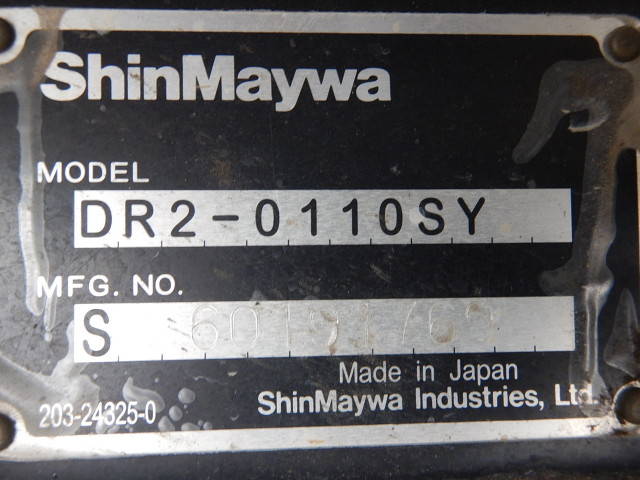 ShinMaywa
MODEL
DR2-0110SY
MFG. NO.
S
Made in Japan
203-24325-0
ShinMaywa Industries, Ltd.